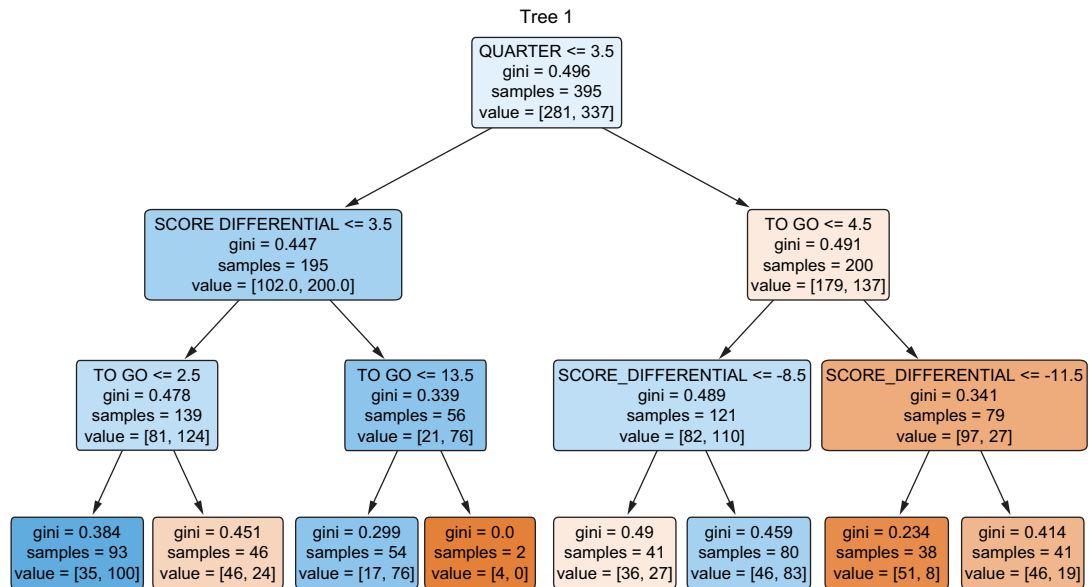 Tree 1
QUARTER <= 3.5
gini = 0.496
samples = 395
value = [281, 337]
SCORE DIFFERENTIAL <= 3.5
gini = 0.447
samples = 195
value = [102.0, 200.0]
TO GO <= 4.5
gini = 0.491
samples = 200
value = [179, 137]
TO GO <= 2.5
gini = 0.478
samples = 139
value = [81, 124]
TO GO <= 13.5
gini = 0.339
samples = 56
value = [21, 76]
SCORE_DIFFERENTIAL <= -8.5
gini = 0.489
samples = 121
value = [82, 110]
SCORE_DIFFERENTIAL <= -11.5
gini = 0.341
samples = 79
value = [97, 27]
gini = 0.384
samples = 93
value = [35, 100]
gini = 0.451
samples = 46
value = [46, 24]
gini = 0.299
samples = 54
value = [17, 76]
gini = 0.0
samples = 2
value = [4, 0]
gini = 0.49
samples = 41
value = [36, 27]
gini = 0.459
samples = 80
value = [46, 83]
gini = 0.234
samples = 38
value = [51, 8]
gini = 0.414
samples = 41
value = [46, 19]